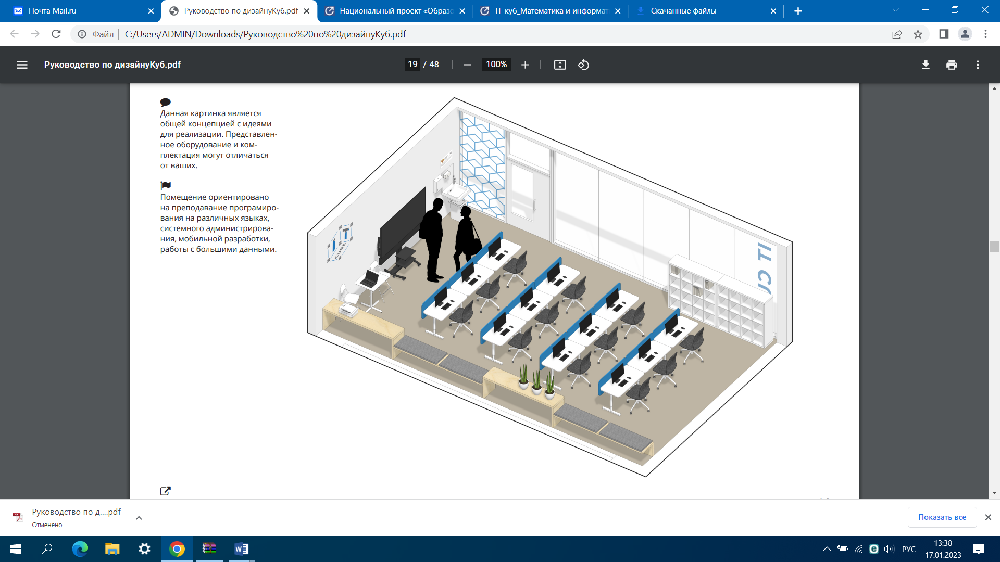 Почта Mail.ru
Руководство по дизайнуКуб.pdf
Национальный проект «Образо
IT-куб_Математика и информат
Скачанные файлы
Файл
C:/Users/ADMIN/Downloads/Руководство%20по%20дизайнуКуб.pdf
Руководство по дизайнуКуб.pdf
19 / 48
100%
Данная картинка является
общей концепцией с идеями
для реализации. Представлен-
ное оборудование и ком-
плектация могут отличаться
от ваших.
Помещение ориентировано
на преподавание програмиро-
вания на различных языках,
системного администрирова-
ния, мобильной разработки,
работы с большими данными.
IT
IT CU
Руководство по д....pdf
Отменено
Показать все
РУС
13:38
17.01.2023